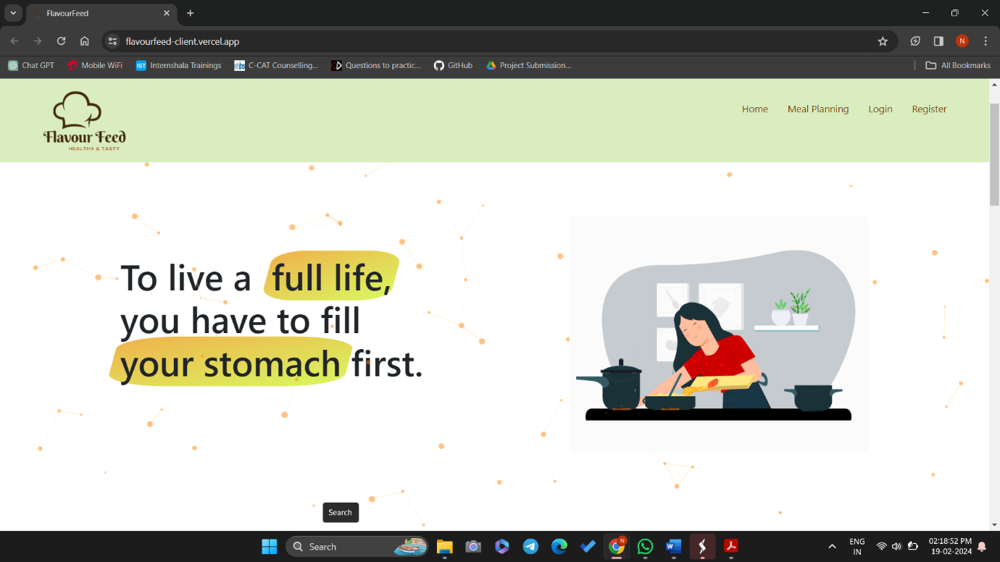 FlavourFeed
flavourfeed-client.vercel.app
N
Chat GPT
Mobile WiFi
IST
Internshala Trainings
C-CAT Counselling...
Questions to practic...
GitHub
Project Submission...
All Bookmarks
Flavour Feed
HEALTHY & TASTY
Home
Meal Planning
Login
Register
To live a full life,
you have to fill
your stomach first.
Search
Search
N
W
ENG
IN
02:18:52 PM
19-02-2024